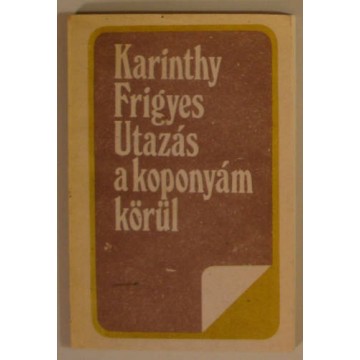 Karinthy
Frigyes
Utazás
a koponyám
körül